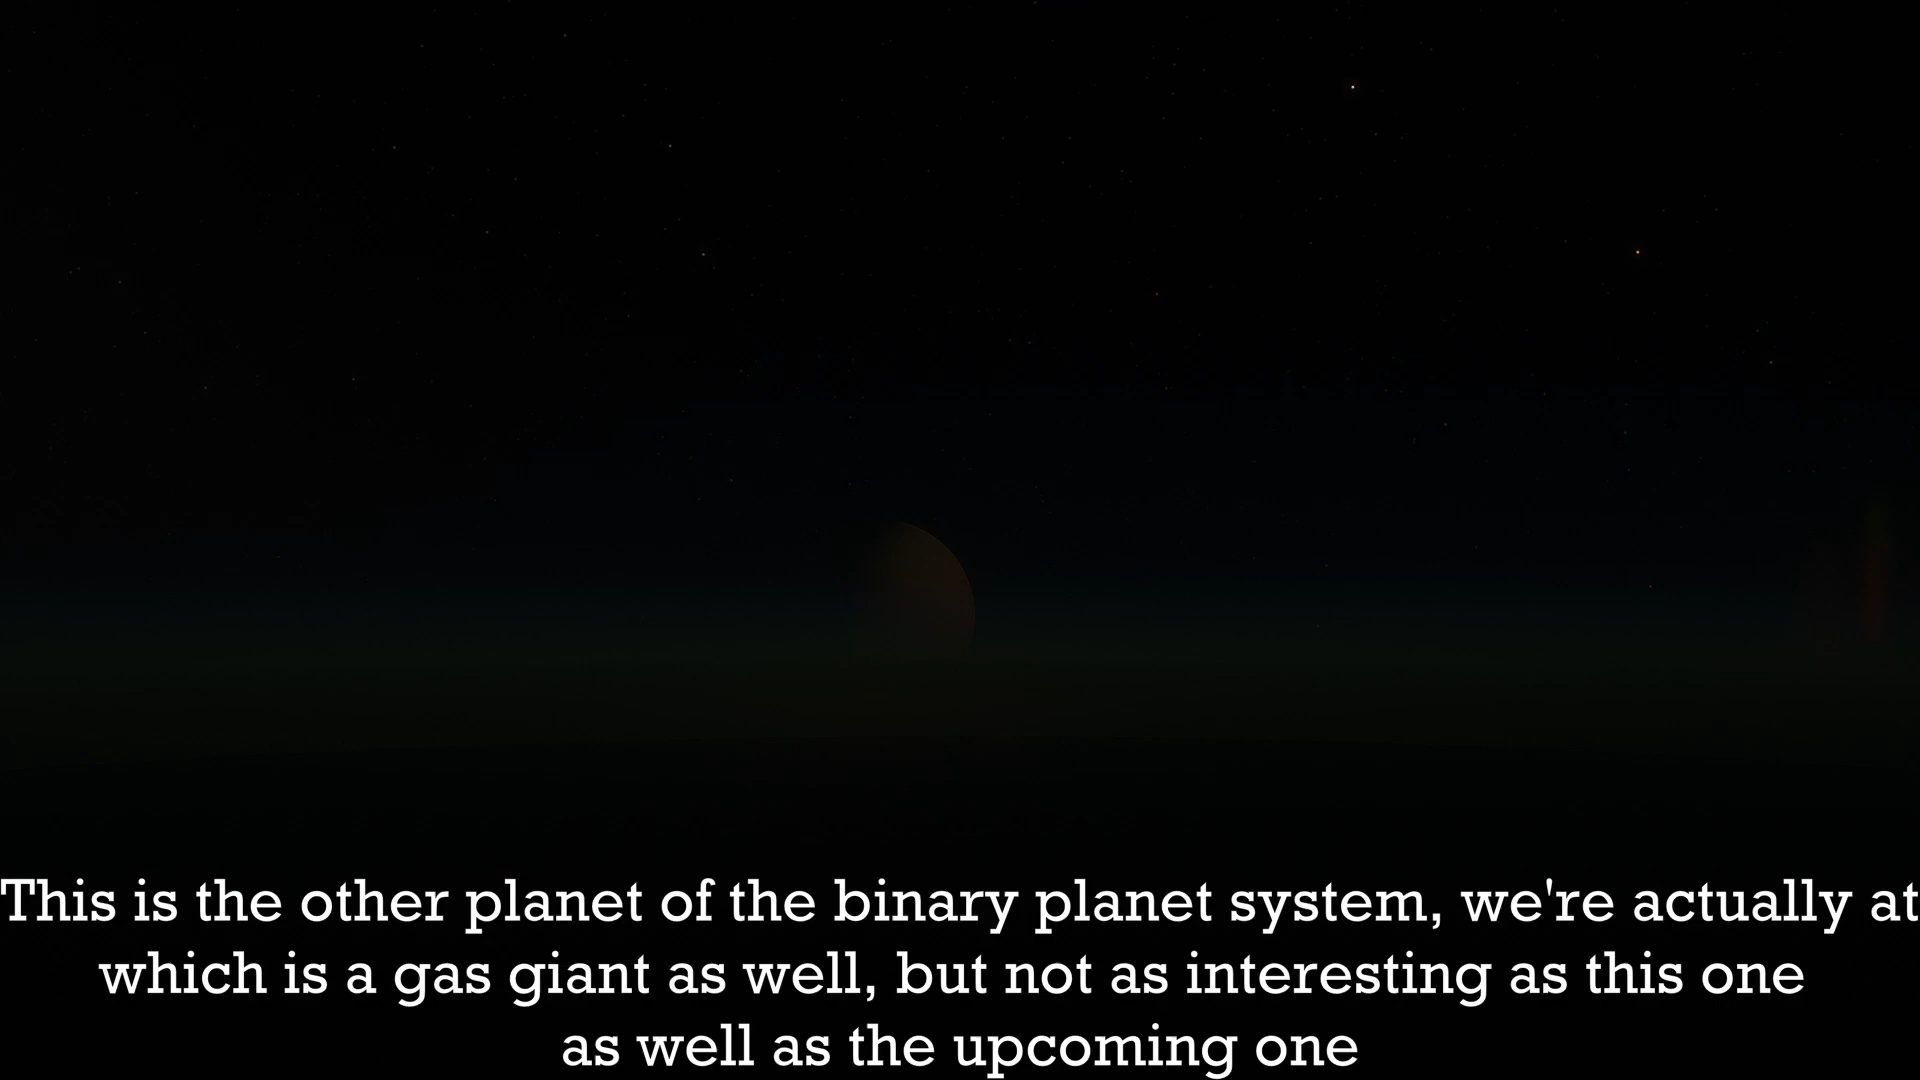 This is the other planet of the binary planet system, we're actually at
which is a gas giant as well, but not as interesting as this one
as well as the upcoming one